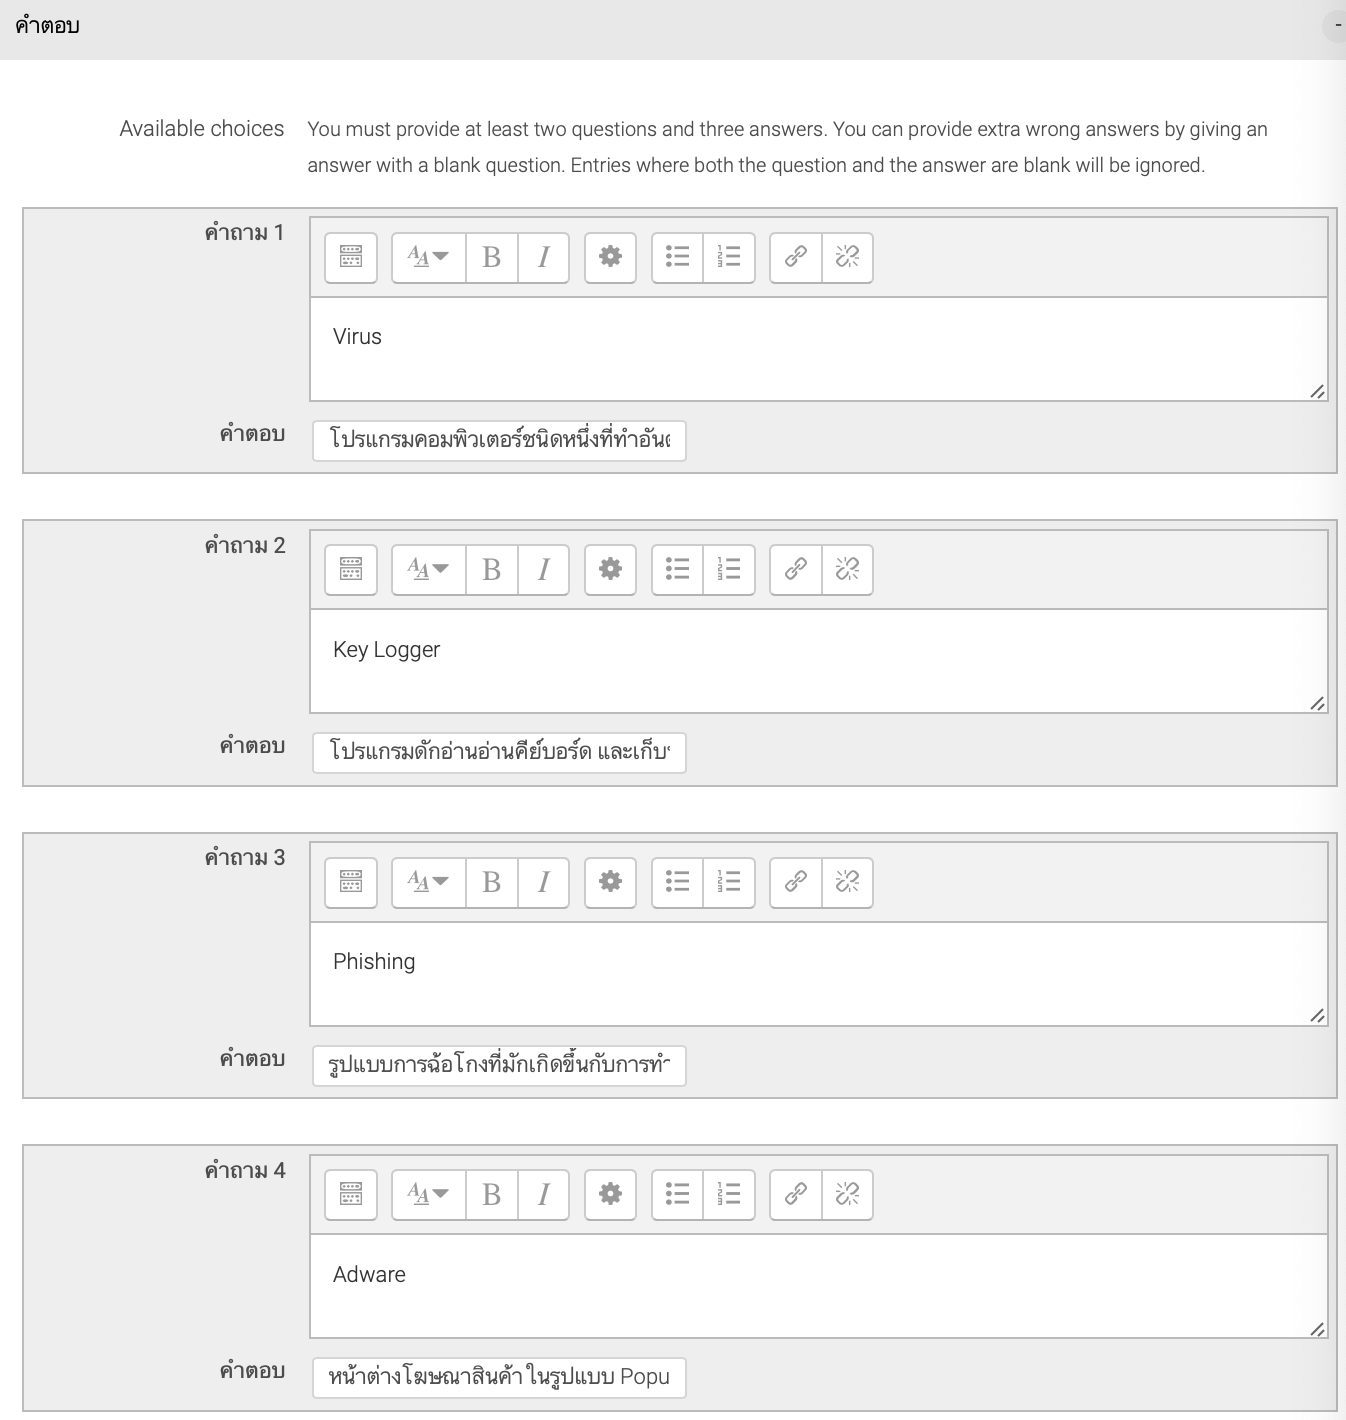 คำตอบ
-
Available choices
You must provide at least two questions and three answers. You can provide extra wrong answers by giving an
answer with a blank question. Entries where both the question and the answer are blank will be ignored.
คำถาม 1
B I
Virus
คำตอบ
โปรแกรมคอมพิวเตอร์ชนิดหนึ่งที่ทำ
คำถาม 2
B I
Key Logger
คำตอบ
โปรแกรมดักอ่านอ่านคีย์บอร์ด และเก็บ
คำถาม 3
B I
Phishing
คำตอบ
รูปแบบการฉ้อโกงที่มักเกิดขึ้นกับการ
คำถาม 4
B I
Adware
คำตอบ
หน้าต่างโฆษณาสินค้า ในรูปแบบ Popu